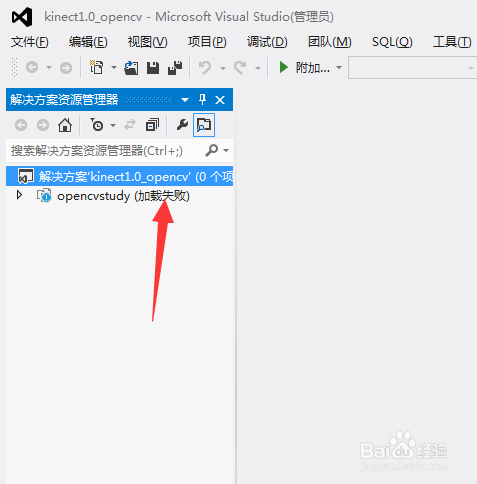 kinect1.0_opencv - Microsoft Visual Studio(管理员)
文件(F) 编辑(E) 视图(V) 项目(P) 调试(D) 团队(M) SQL(Q) 工具(T)
附加...
解决方案资源管理器
搜索解决方案资源管理器(Ctrl+;)
解决方案'kinect1.0_opencv' (0 个项
opencvstudy (加载失败)
Baidu 经验
jingyan.baidu.com